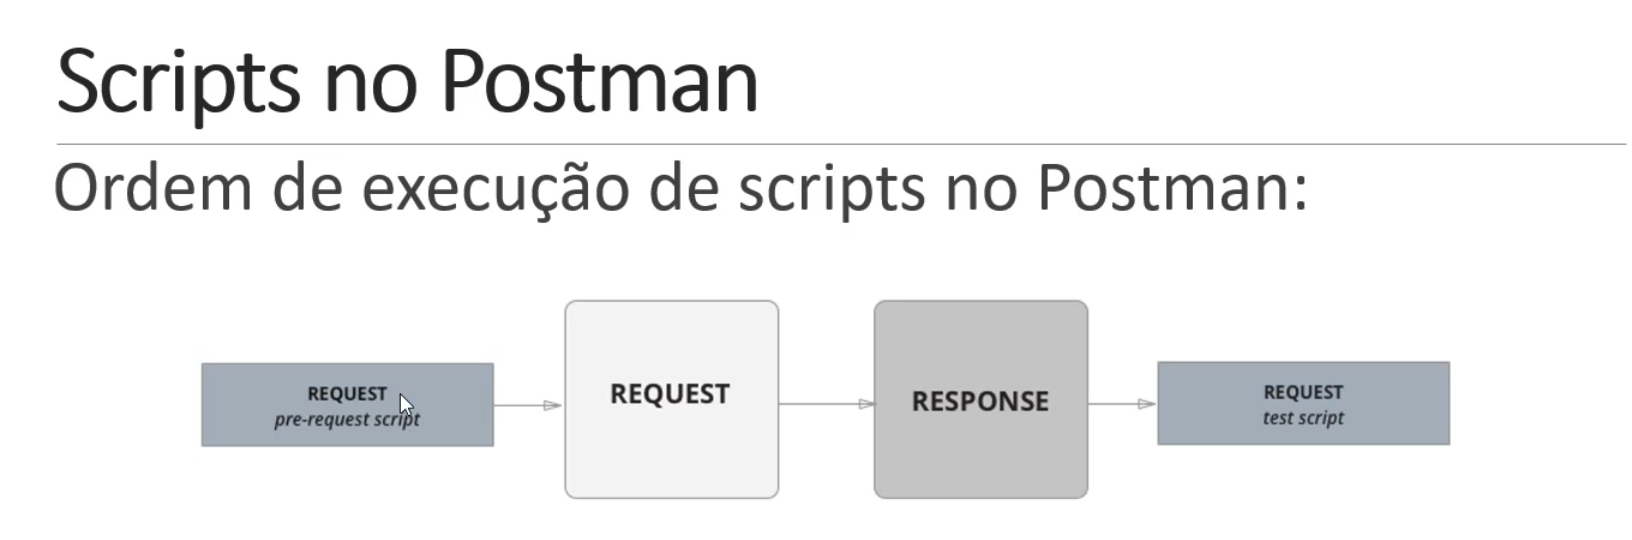 Scripts no Postman
Ordem de execução de scripts no Postman:
REQUEST
pre-request script
REQUEST
RESPONSE
REQUEST
test script